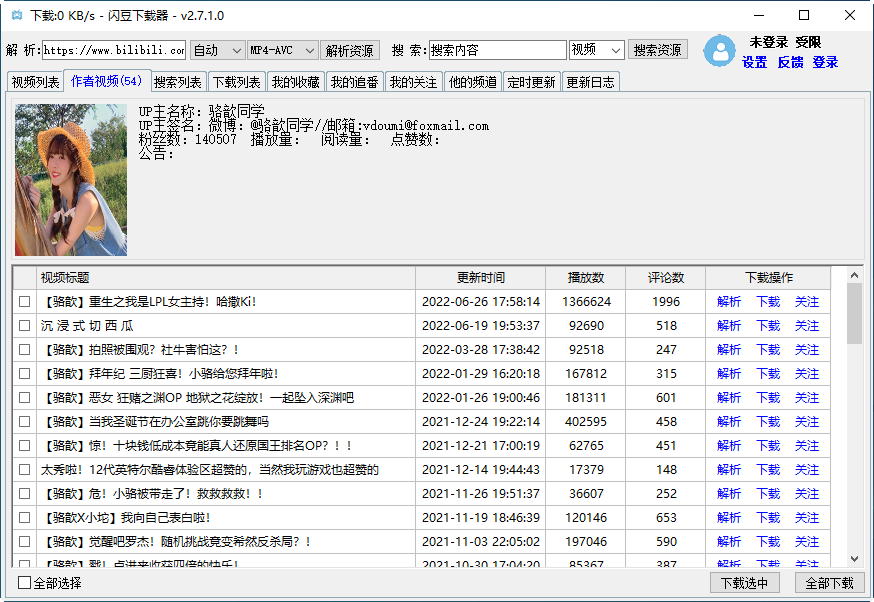 下载:0 KB/s - 闪豆下载器 - v2.7.1.0
解 析: https://www.bilibili.com 自动 MP4-AVC 解析资源 搜 索: 搜索内容 视频 搜索资源 未登录 受限
设置 反馈 登录
视频列表 作者视频(54) 搜索列表 下载列表 我的收藏 我的追番 我的关注 他的频道 定时更新 更新日志
UP主名称: 骆歆同学
UP主签名: 微博: @骆歆同学//邮箱:vdoumi@foxmail.com
粉丝数: 140507 播放量: 阅读量: 点赞数:
公告:
视频标题 更新时间 播放数 评论数 下载操作
【骆歆】重生之我是LPL女主持！哈撒Ki! 2022-06-26 17:58:14 1366624 1996 解析 下载 关注
沉 浸 式 切 西 瓜 2022-06-19 19:53:37 92690 518 解析 下载 关注
【骆歆】拍照被围观？社牛害怕这？! 2022-03-28 17:38:42 92518 247 解析 下载 关注
【骆歆】拜年纪 三厨狂喜！小骆给您拜年啦! 2022-01-29 16:20:18 167812 315 解析 下载 关注
【骆歆】恶女 狂赌之渊OP 地狱之花绽放！一起坠入深渊吧 2022-01-26 19:00:46 181311 601 解析 下载 关注
【骆歆】当我圣诞节在办公室跳你要跳舞吗 2021-12-24 19:22:14 402595 458 解析 下载 关注
【骆歆】惊！十块钱低成本竟能真人还原国王排名OP？！！ 2021-12-21 17:00:19 62765 451 解析 下载 关注
太秀啦！12代英特尔酷睿体验区超赞的，当然我玩游戏也超赞的 2021-12-14 19:44:43 17379 148 解析 下载 关注
【骆歆】危！小骆被带走了！救救救救！! 2021-11-26 19:51:37 36607 252 解析 下载 关注
【骆歆X小坨】我向自己表白啦! 2021-11-19 18:46:39 120146 653 解析 下载 关注
【骆歆】觉醒吧罗杰！随机挑战竟变希然反杀局？! 2021-11-03 22:05:02 197046 590 解析 下载 关注
【骆歆】戳！点进来收获四倍的快乐! 2021-10-30 17:04:20 85367 387 解析 下载 关注
全部选择 下载选中 全部下载